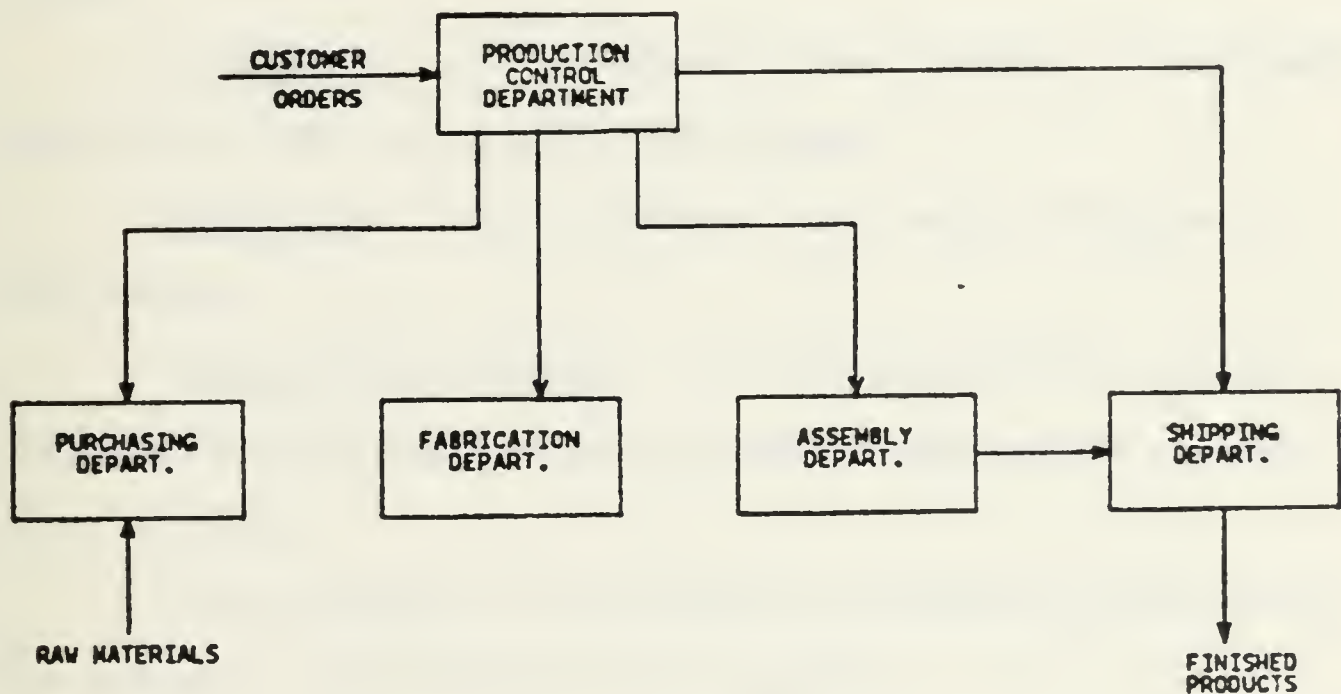 CUSTOMER
ORDERS
PRODUCTION
CONTROL
DEPARTMENT
PURCHASING
DEPART.
FABRICATION
DEPART.
ASSEMBLY
DEPART.
SHIPPING
DEPART.
RAW MATERIALS
FINISHED
PRODUCTS